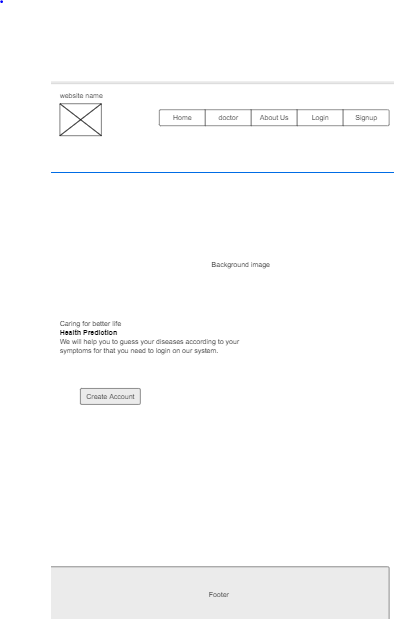 website name
Home doctor About Us Login Signup
Background image
Caring for better life
Health Prediction
We will help you to guess your diseases according to your
symptoms for that you need to login on our system.
Create Account
Footer